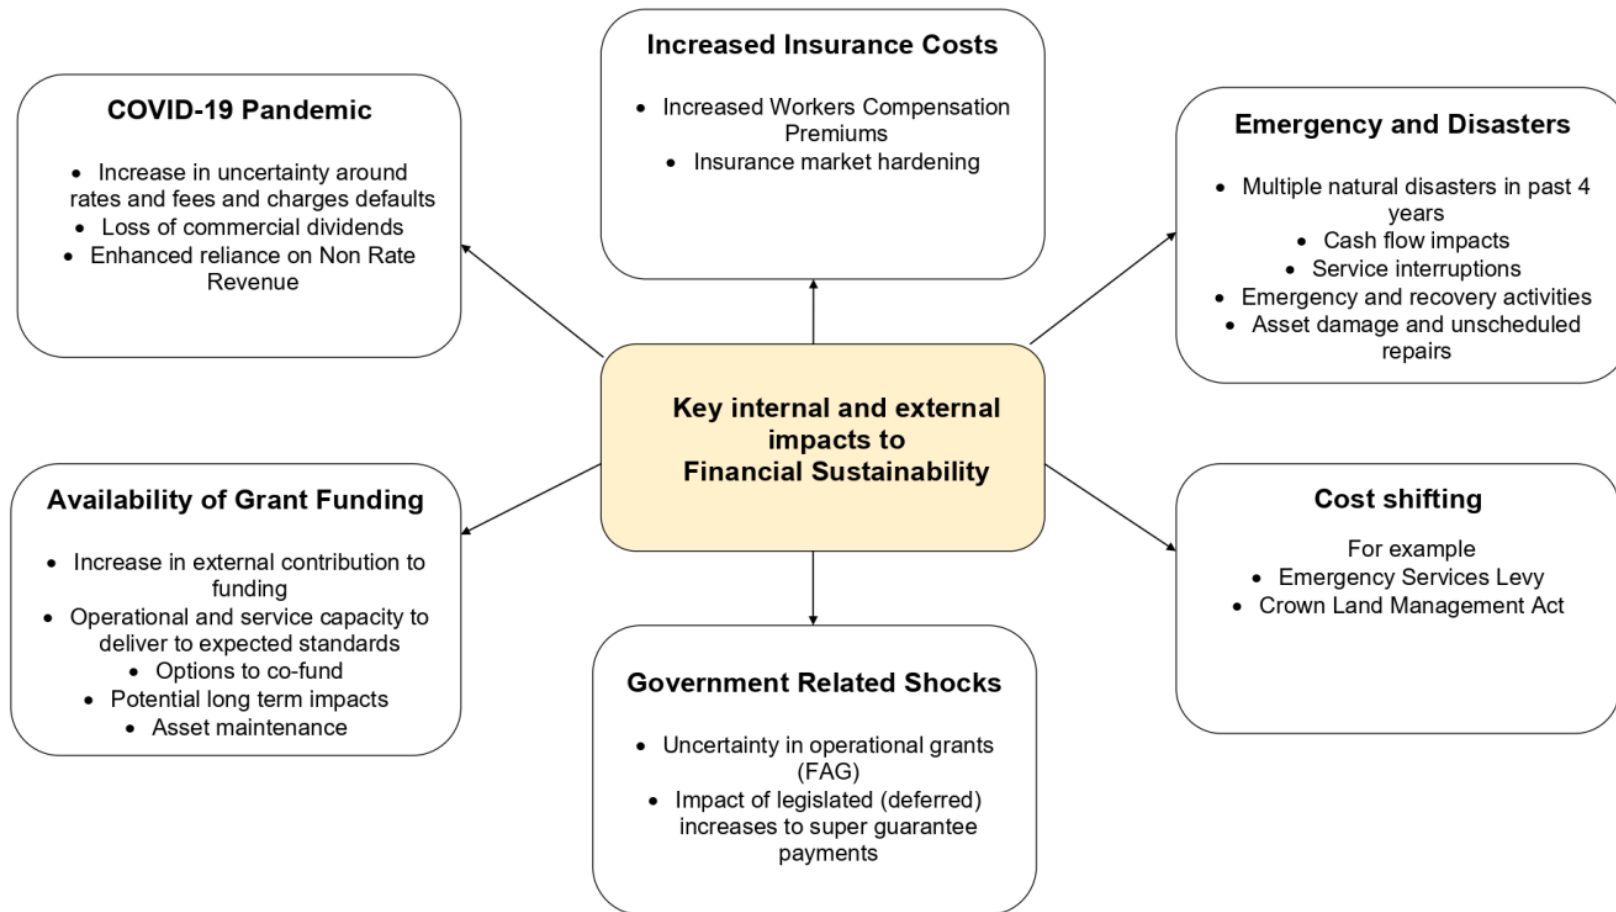 Increased Insurance Costs
• Increased Workers Compensation
Premiums
• Insurance market hardening
COVID-19 Pandemic
• Increase in uncertainty around
rates and fees and charges defaults
• Loss of commercial dividends
• Enhanced reliance on Non Rate
Revenue
Emergency and Disasters
• Multiple natural disasters in past 4
years
• Cash flow impacts
• Service interruptions
• Emergency and recovery activities
• Asset damage and unscheduled
repairs
Key internal and external
impacts to
Financial Sustainability
Availability of Grant Funding
• Increase in external contribution to
funding
• Operational and service capacity to
deliver to expected standards
• Options to co-fund
• Potential long term impacts
• Asset maintenance
Cost shifting
For example
• Emergency Services Levy
• Crown Land Management Act
Government Related Shocks
• Uncertainty in operational grants
(FAG)
• Impact of legislated (deferred)
increases to super guarantee
payments